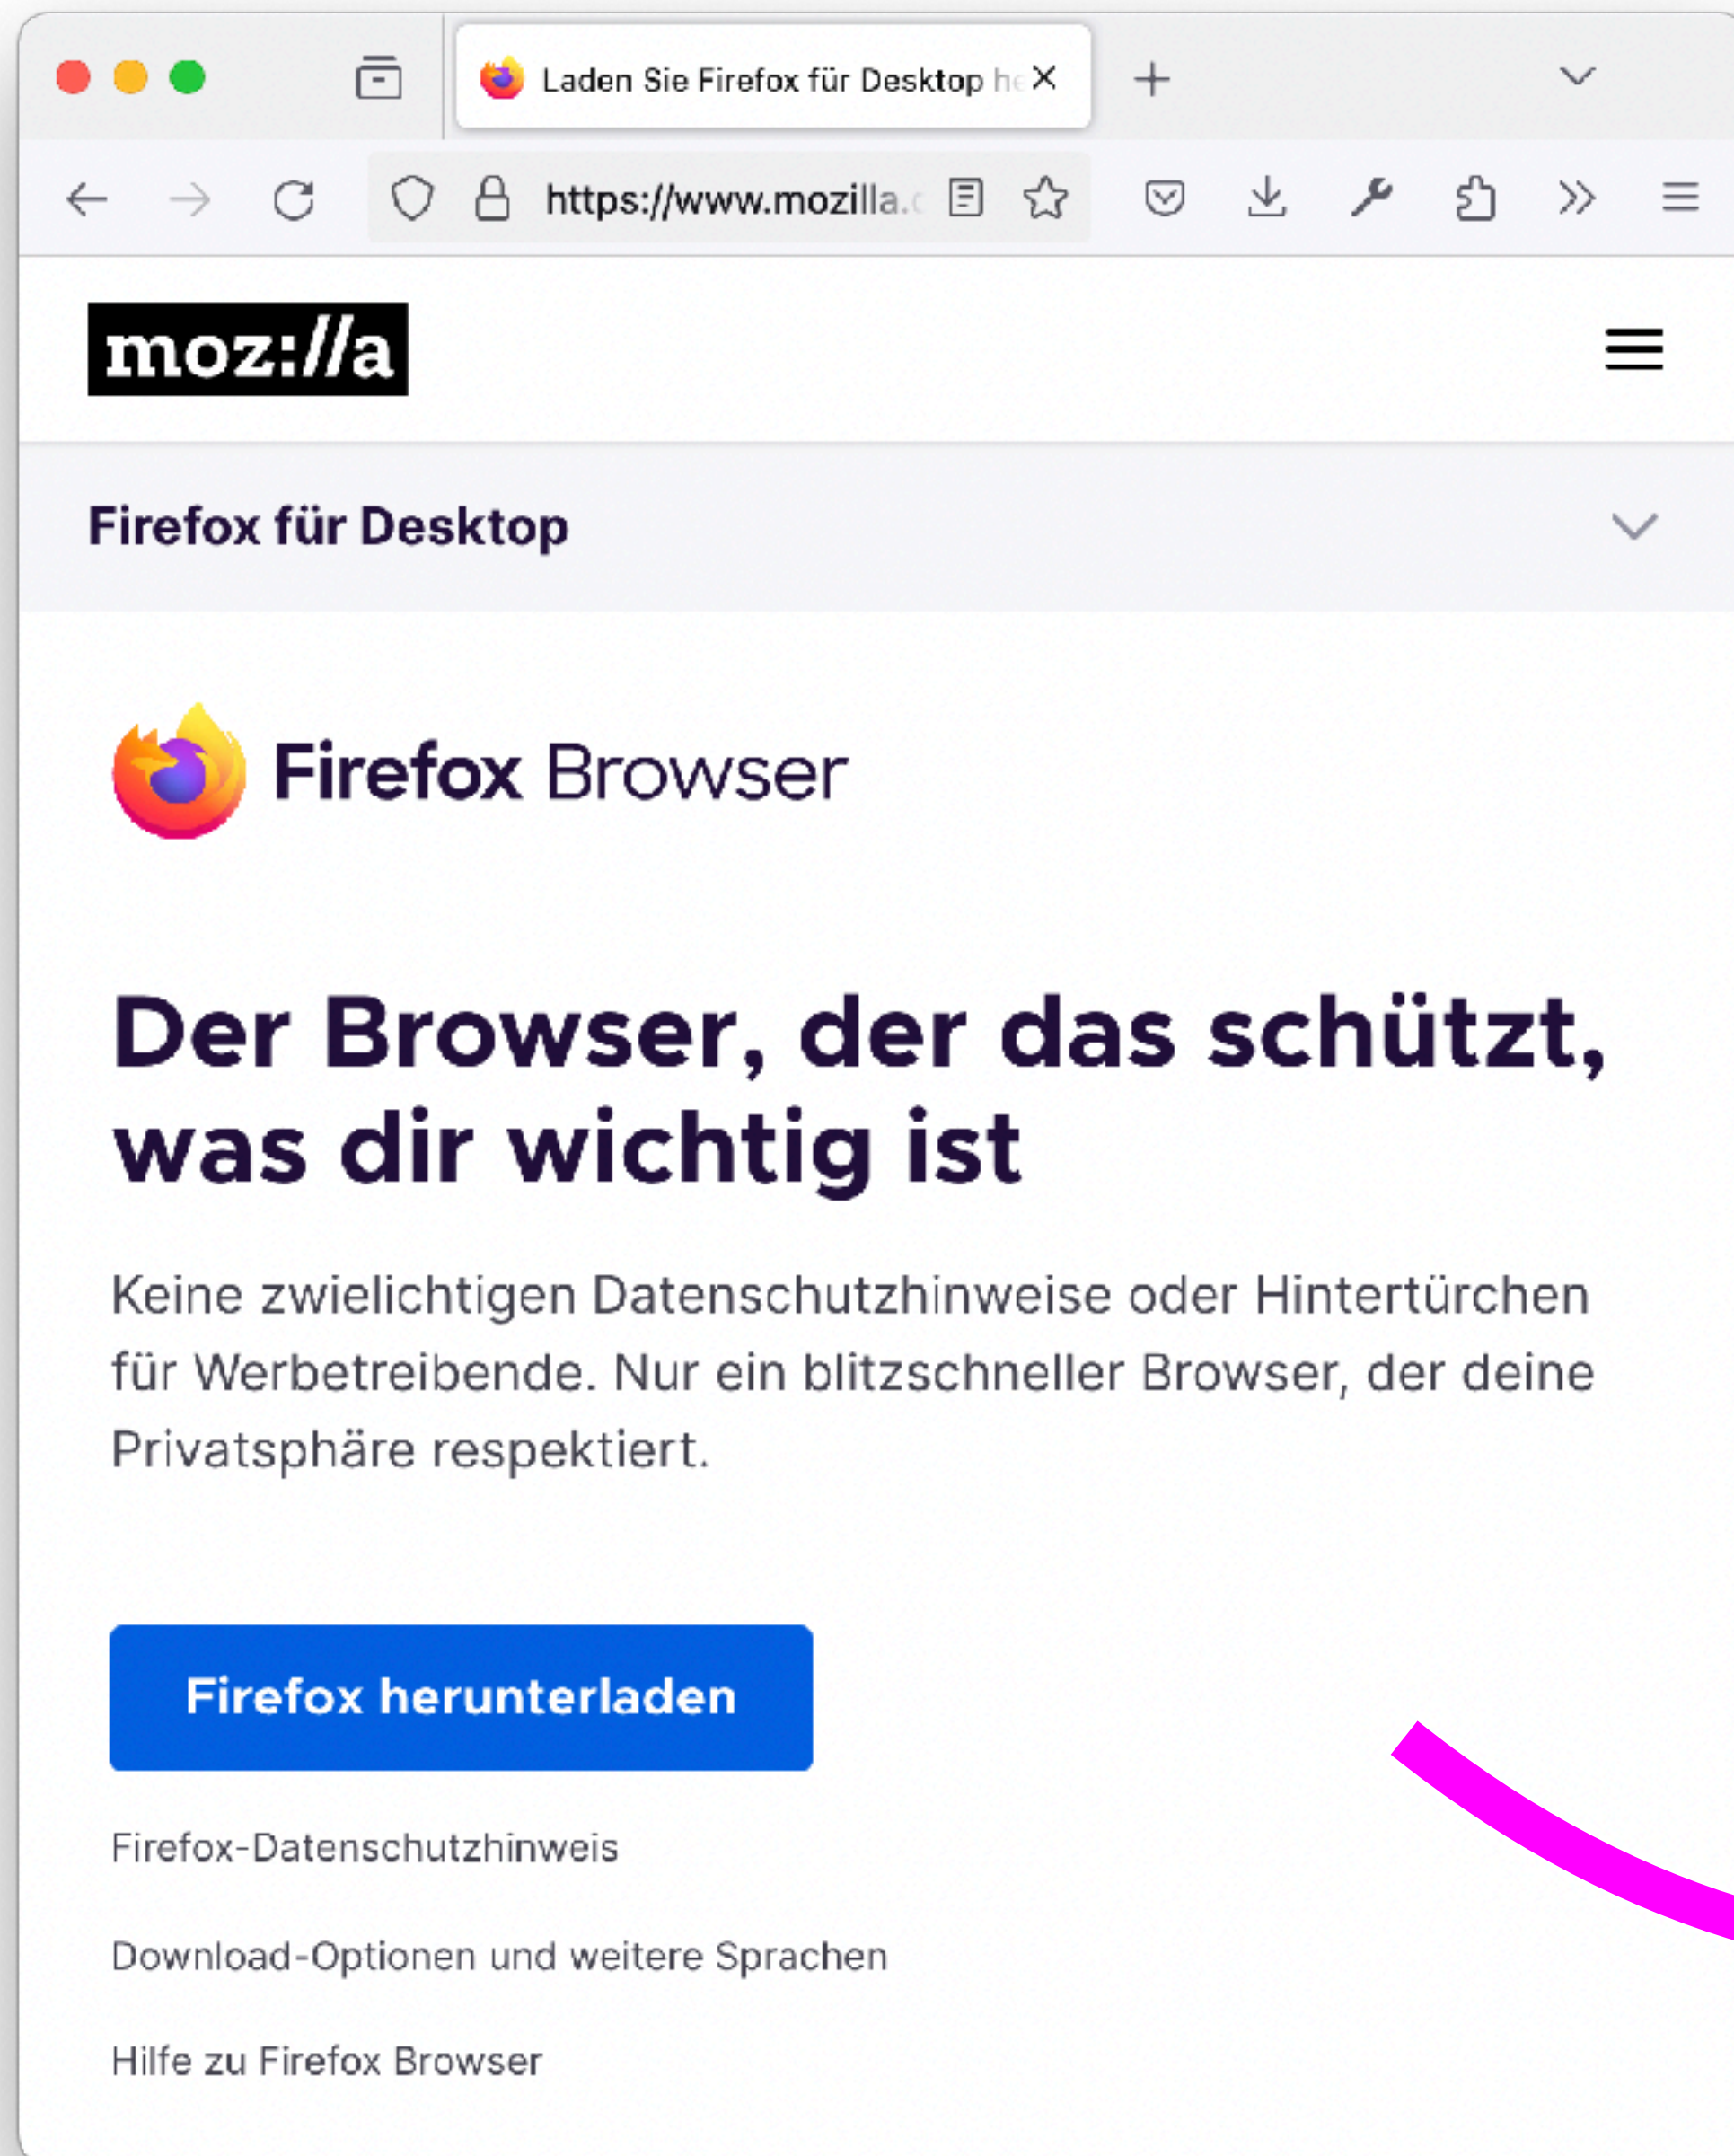 Laden Sie Firefox für Desktop he
https://www.mozilla.o
moz://a
Firefox für Desktop
Firefox Browser
Der Browser, der das schützt,
was dir wichtig ist
Keine zwielichtigen Datenschutzhinweise oder Hintertürchen
für Werbetreibende. Nur ein blitzschneller Browser, der deine
Privatsphäre respektiert.
Firefox herunterladen
Firefox-Datenschutzhinweis
Download-Optionen und weitere Sprachen
Hilfe zu Firefox Browser